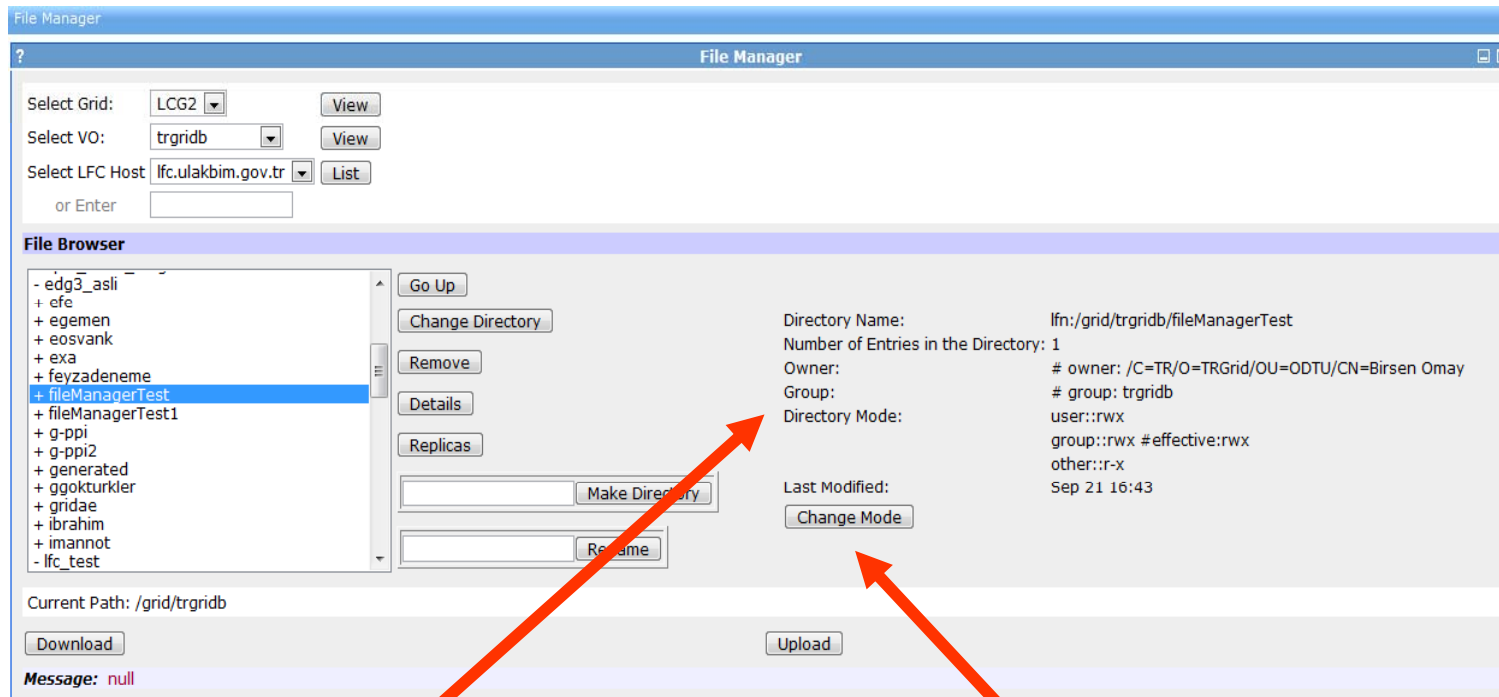 File Manager
? File Manager
Select Grid: LCG2 View
Select VO: trgridb View
Select LFC Host lfc.ulakbim.gov.tr List
or Enter
File Browser
- edg3_asli
+ efe
+ egemen
+ eosvank
+ exa
+ feyzadeneme
+ fileManagerTest
+ fileManagerTest1
+ g-ppi
+ g-ppi2
+ generated
+ ggokturkler
+ gridae
+ ibrahim
+ imannot
- lfc_test
Go Up
Change Directory
Remove
Details
Replicas
Make Directory
Rename
Directory Name: lfn:/grid/trgridb/fileManagerTest
Number of Entries in the Directory: 1
Owner: # owner: /C=TR/O=TRGrid/OU=ODTU/CN=Birsen Omay
Group: # group: trgridb
Directory Mode: user::rwx
group::rwx #effective:rwx
other::r-x
Last Modified: Sep 21 16:43
Change Mode
Current Path: /grid/trgridb
Download Upload
Message: null